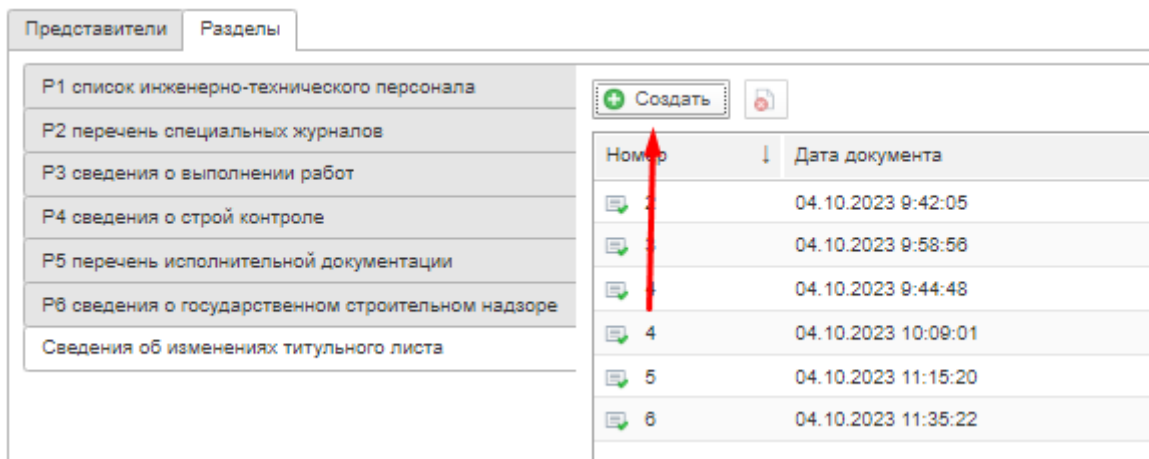 Представители Разделы
Р1 список инженерно-технического персонала
Р2 перечень специальных журналов
Р3 сведения о выполнении работ
Р4 сведения о строй контроле
Р5 перечень исполнительной документации
Р6 сведения о государственном строительном надзоре
Сведения об изменениях титульного листа
Создать
Номер ↓ Дата документа
2 04.10.2023 9:42:05
3 04.10.2023 9:58:56
4 04.10.2023 9:44:48
4 04.10.2023 10:09:01
5 04.10.2023 11:15:20
6 04.10.2023 11:35:22